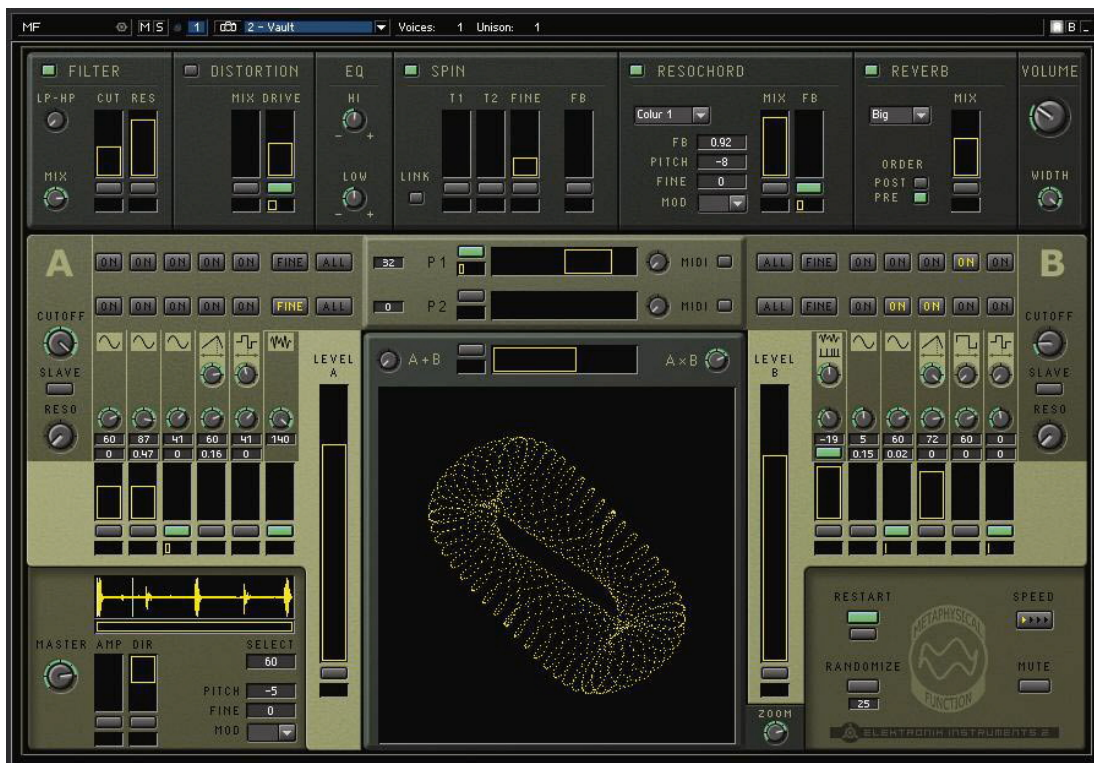 MF M S 1 2 - Vault Voices: 1 Unison: 1 B
FILTER DISTORTION EQ SPIN RESOCHORD REVERB VOLUME
LP-HP CUT RES MIX DRIVE HI T1 T2 FINE FB MIX FB MIX
Colur 1 Big
FB 0.92
PITCH -8
ORDER
MIX LOW LINK FINE 0 POST WIDTH
MOD PRE
A ON ON ON ON ON FINE ALL 32 P1 MIDI ALL FINE ON ON ON ON ON B
ON ON ON ON ON FINE ALL 0 P2 MIDI ALL FINE ON ON ON ON ON
CUTOFF CUTOFF
LEVEL A A+B A×B LEVEL B
SLAVE SLAVE
RESO RESO
60 87 41 60 41 140 -19 5 60 72 60 0
0 0.47 0 0.16 0 0.15 0.02 0 0 0
RESTART SPEED
METAPHYSICAL FUNCTION
MASTER AMP DIR SELECT
60
RANDOMIZE MUTE
25
PITCH -5
FINE 0
MOD
ZOOM
ELEKTRONIK INSTRUMENTS 2